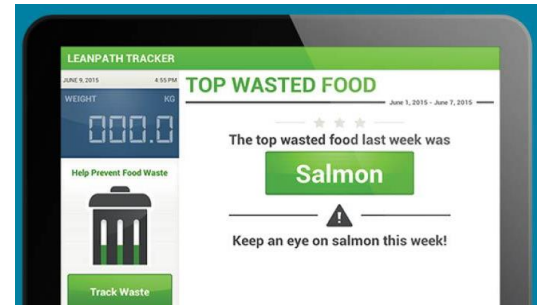 LEANPATH TRACKER
JUNE 9, 2015 4:55 PM
WEIGHT KG
000.0
Help Prevent Food Waste
Track Waste
TOP WASTED FOOD
June 1, 2015 - June 7, 2015
The top wasted food last week was
Salmon
Keep an eye on salmon this week!